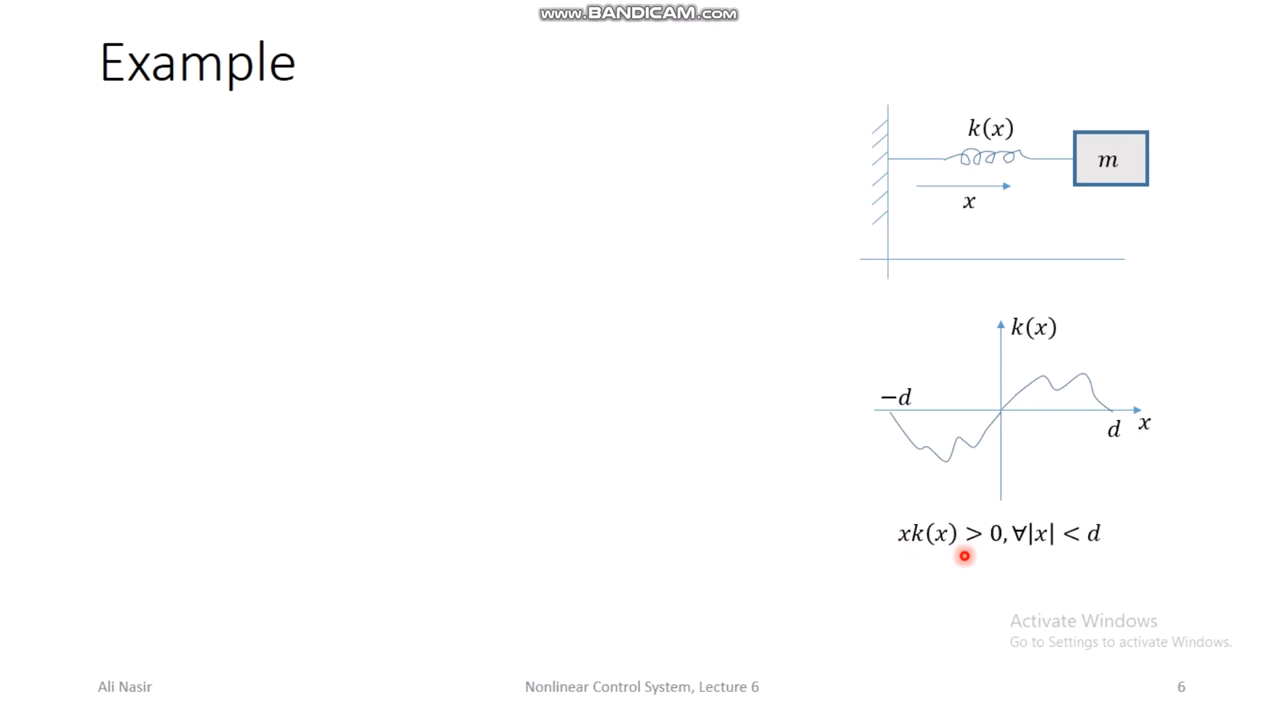 www.BANDICAM.com
Example
k(x)
m
x
k(x)
−d
d
x
xk(x) > 0, ∀|x| < d
Activate Windows
Go to Settings to activate Windows.
Ali Nasir
Nonlinear Control System, Lecture 6
6